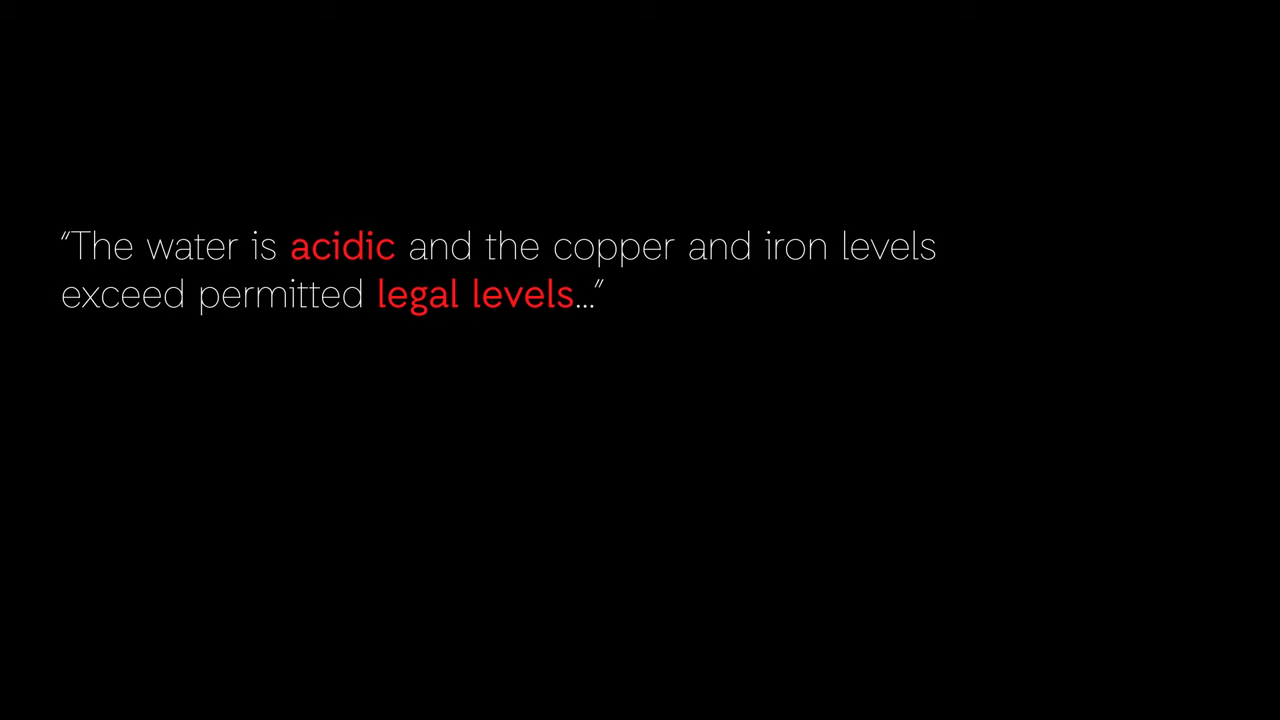 “The water is acidic and the copper and iron levels
exceed permitted legal levels...”